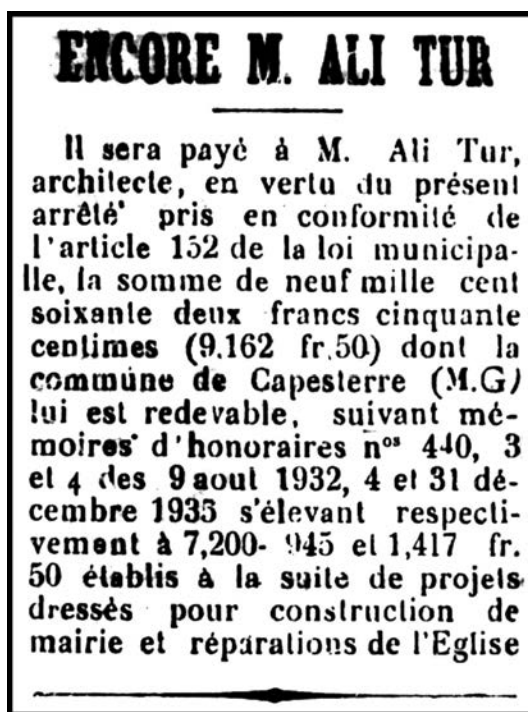 ENCORE M. ALI TUR
Il sera payé à M. Ali Tur,
architecte, en vertu du présent
arrêté pris en conformité de
l'article 152 de la loi municipa-
lle, la somme de neuf mille cent
soixante deux francs cinquante
centimes (9.162 fr.50) dont la
commune de Capesterre (M.G)
lui est redevable, suivant mé-
moires d'honoraires nos 440, 3
et 4 des 9 aout 1932, 4 et 31 dé-
cembre 1935 s'élevant respecti-
vement à 7,200- 945 et 1,417 fr.
50 établis à la suite de projets
dressés pour construction de
mairie et réparations de l'Eglise